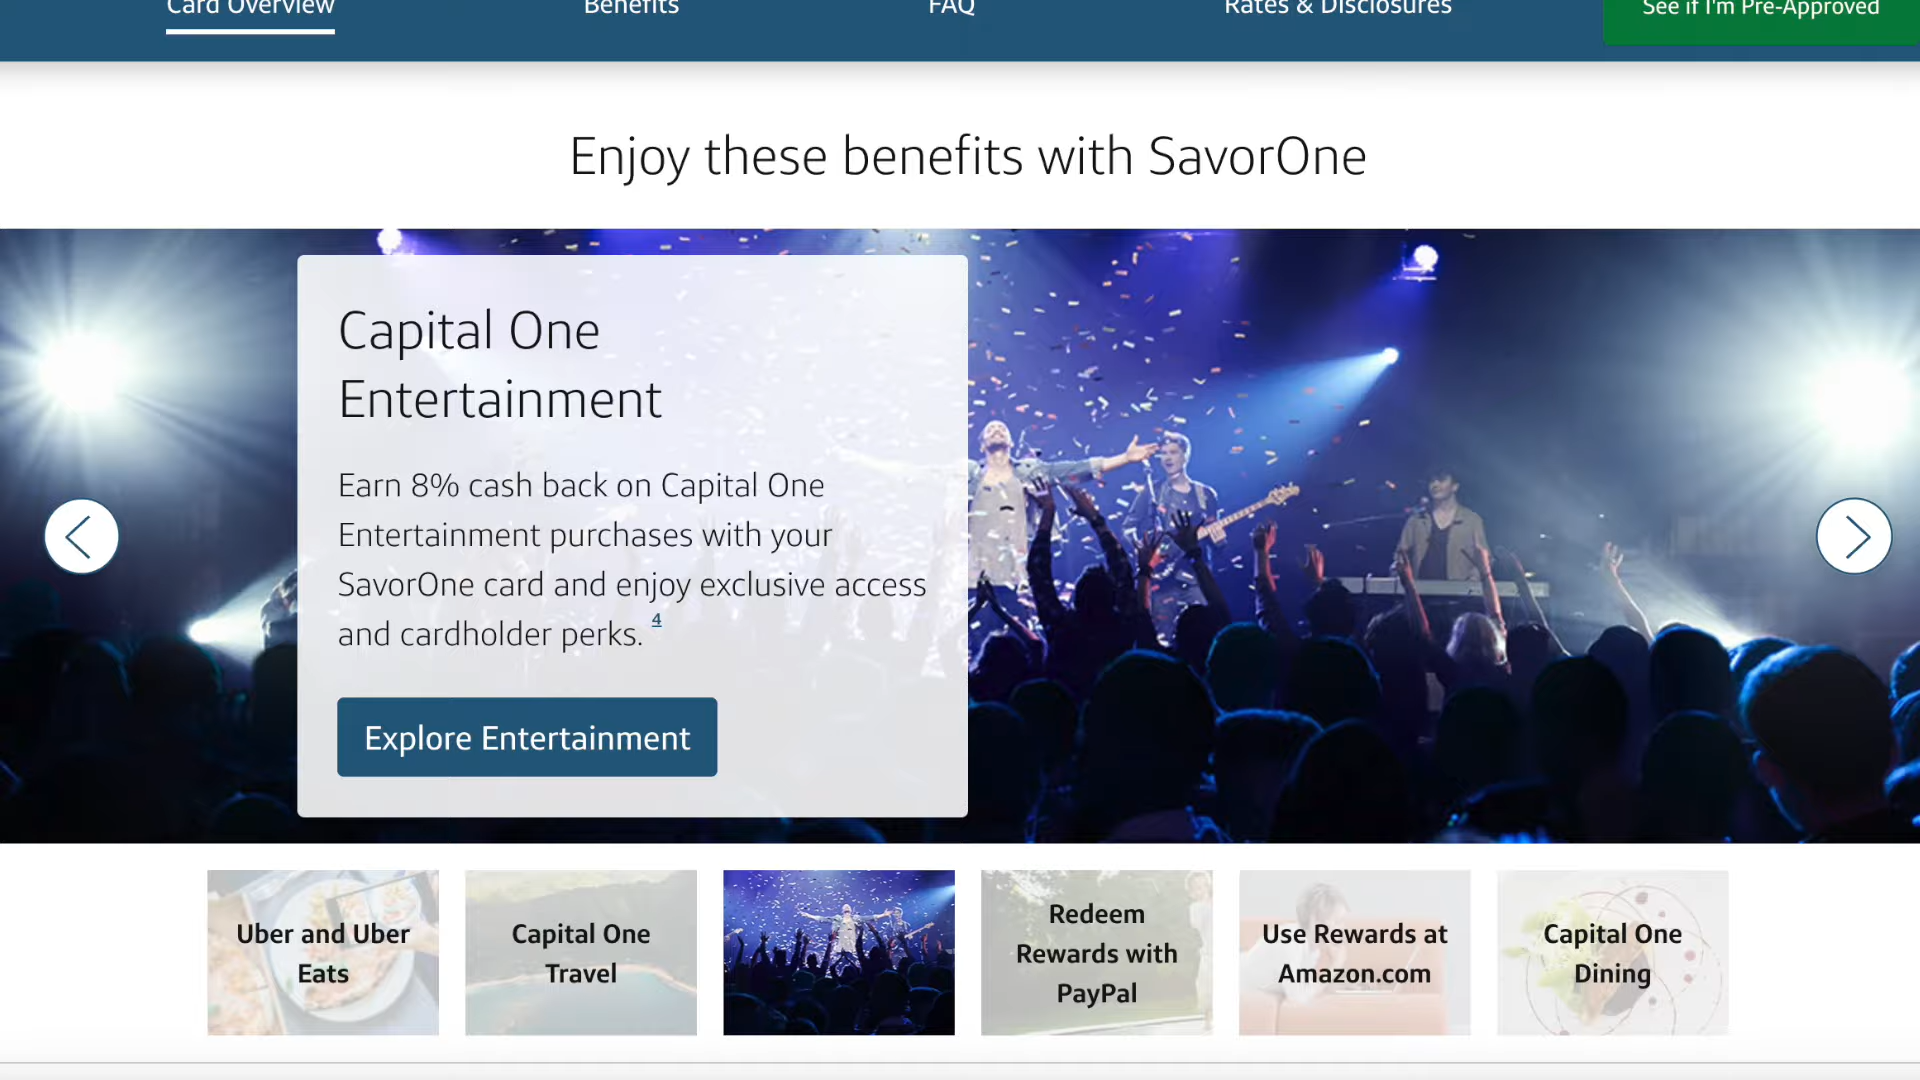 Card Overview
Benefits
FAQ
Rates & Disclosures
See if I'm Pre-Approved
Enjoy these benefits with SavorOne
Capital One
Entertainment
Earn 8% cash back on Capital One
Entertainment purchases with your
SavorOne card and enjoy exclusive access
and cardholder perks. 4
Explore Entertainment
Uber and Uber
Eats
Capital One
Travel
Redeem
Rewards with
PayPal
Use Rewards at
Amazon.com
Capital One
Dining